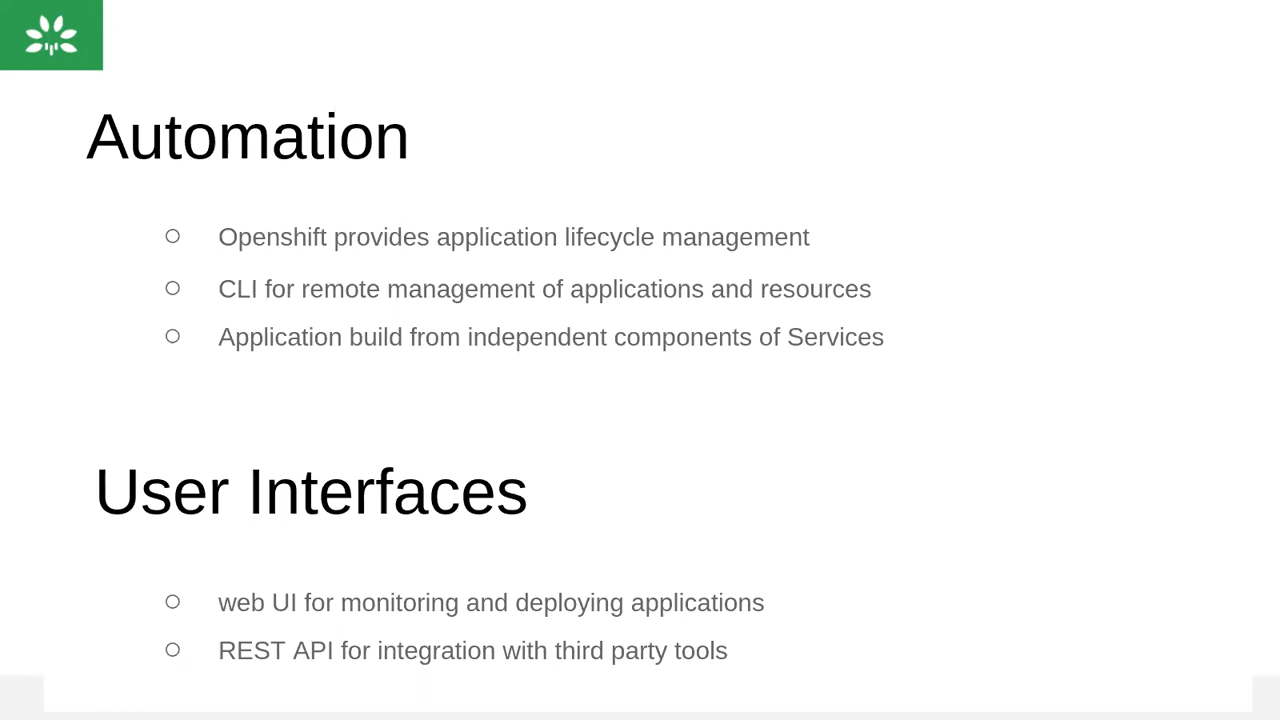 Automation
Openshift provides application lifecycle management
CLI for remote management of applications and resources
Application build from independent components of Services
User Interfaces
web UI for monitoring and deploying applications
REST API for integration with third party tools